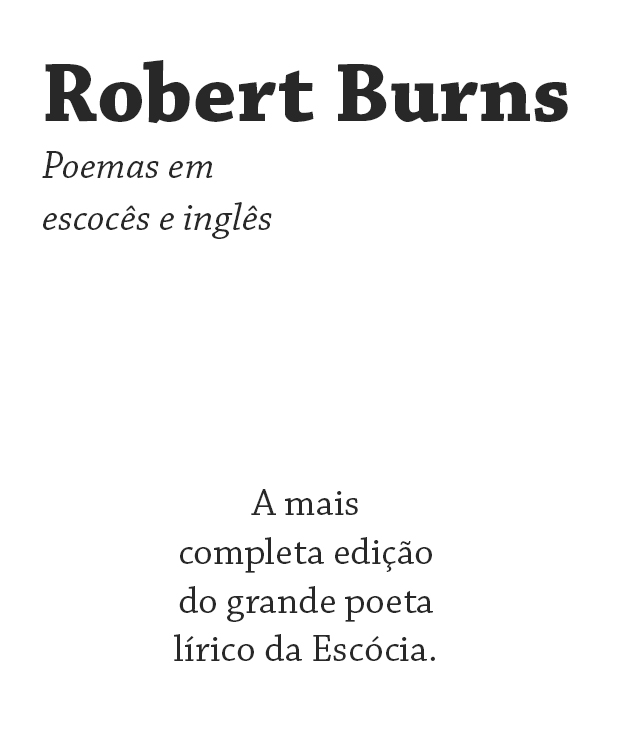 Robert Burns
Poemas em
escocês e inglês
A mais
completa edição
do grande poeta
lírico da Escócia.